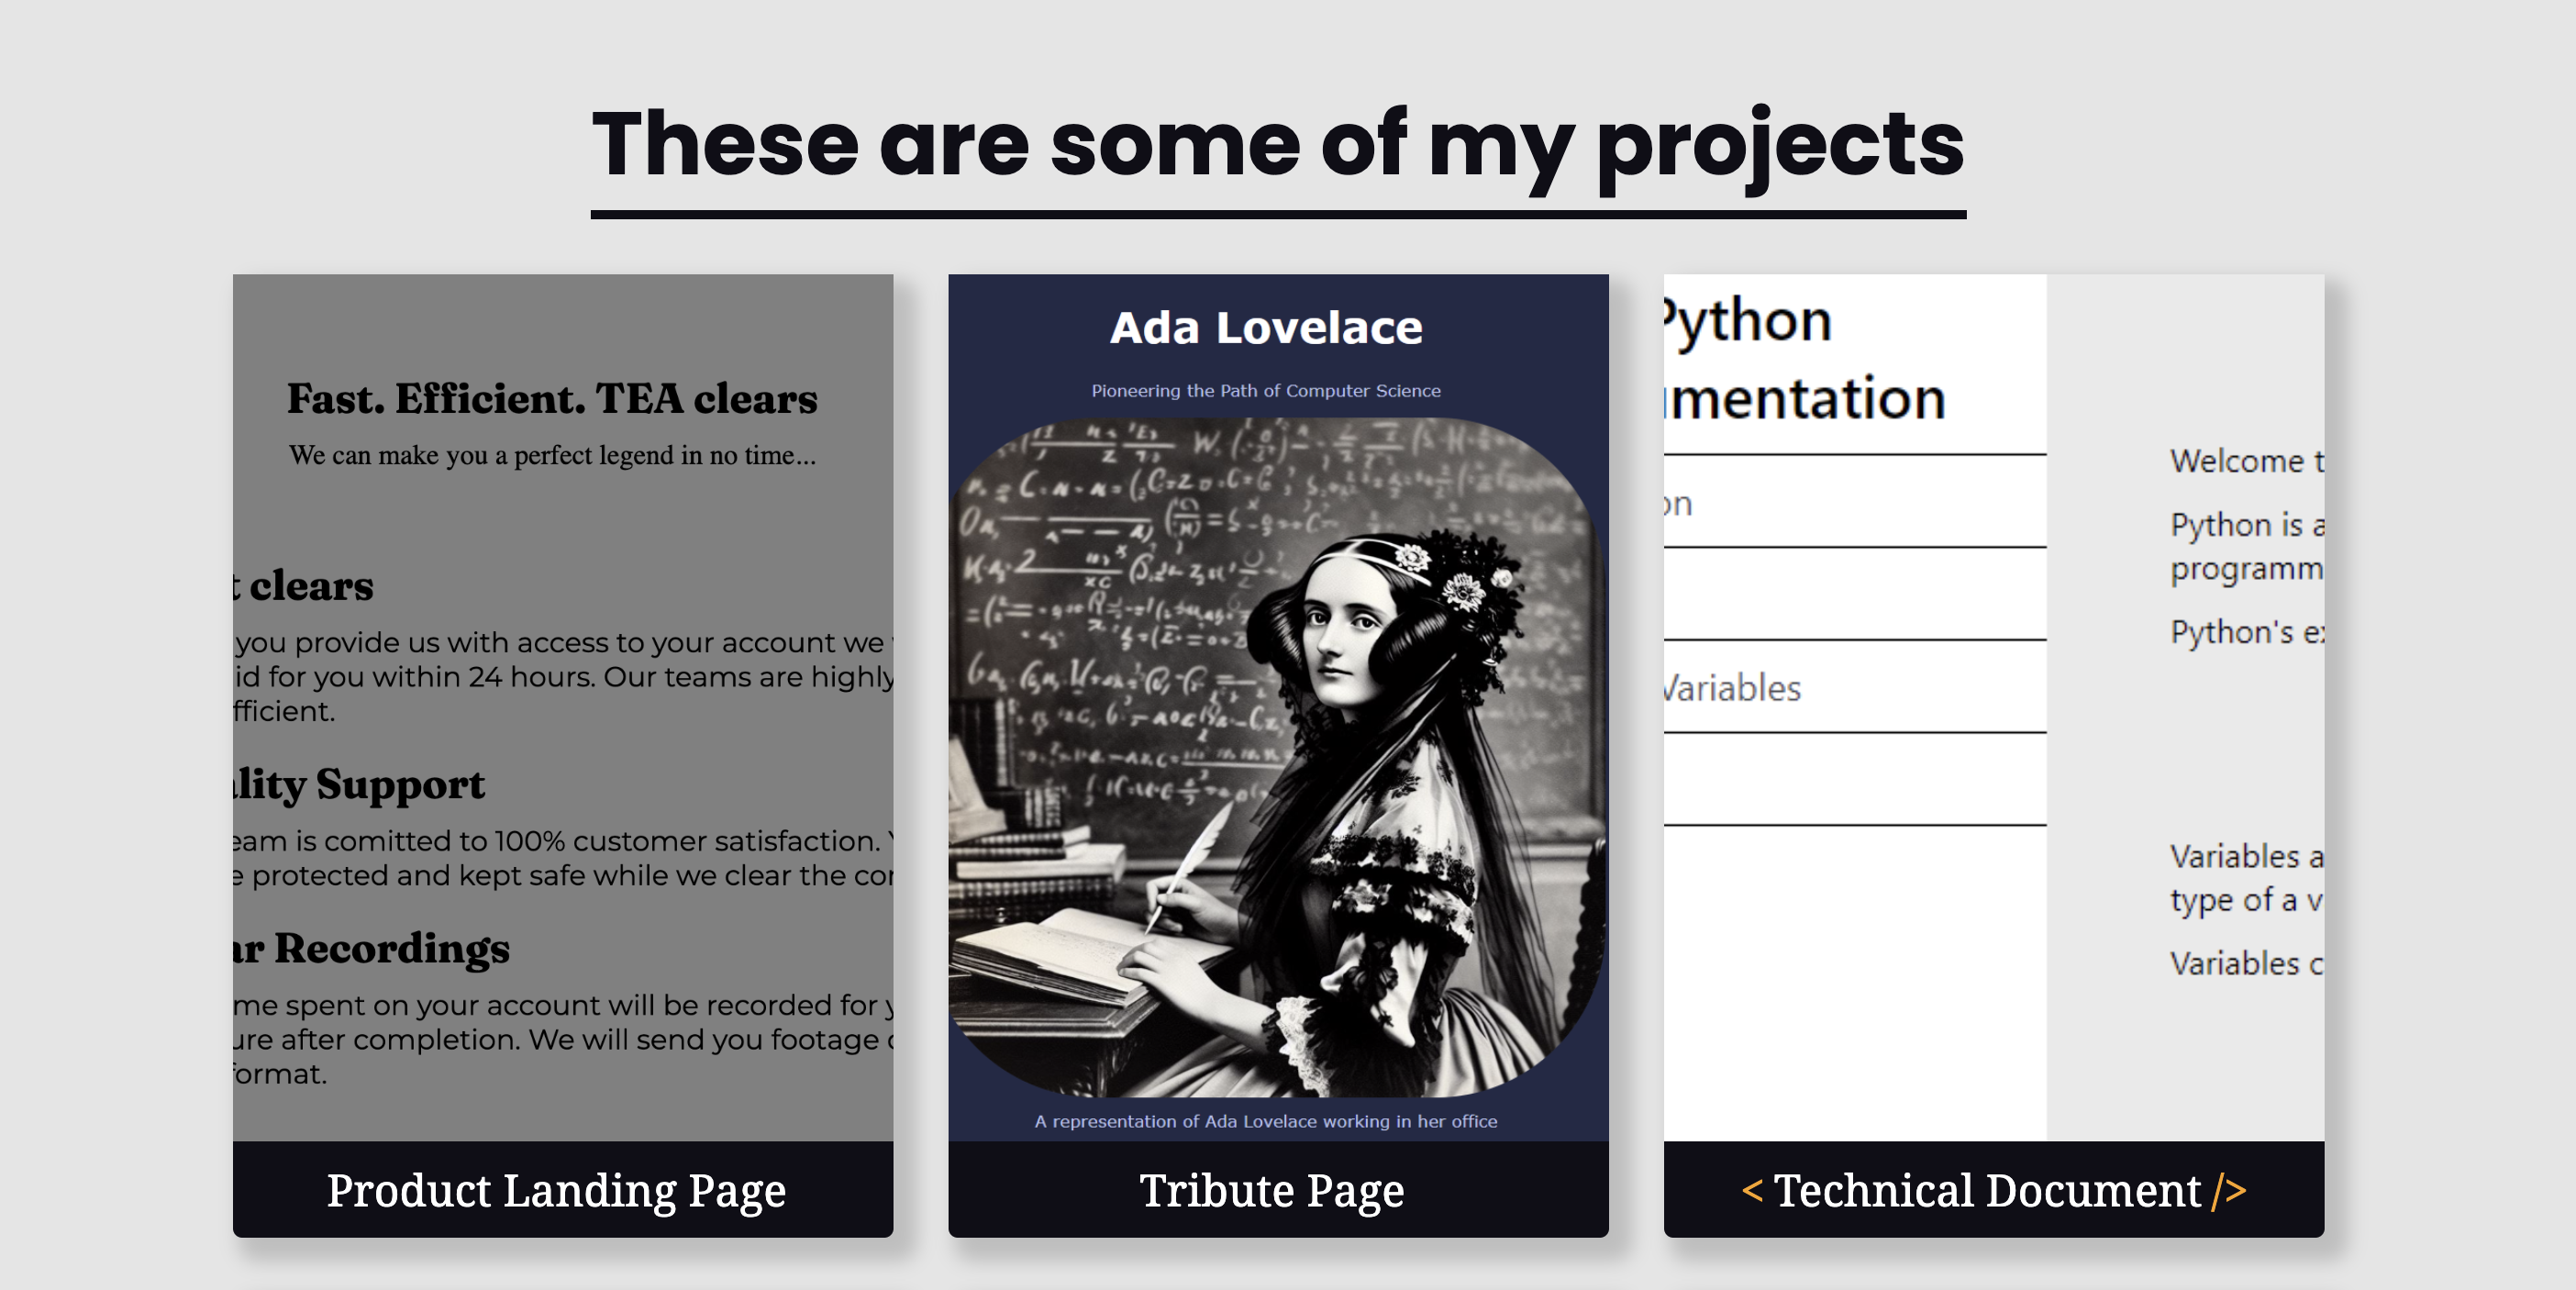 These are some of my projects
Fast. Efficient. TEA clears
We can make you a perfect legend in no time...
t clears
you provide us with access to your account we
id for you within 24 hours. Our teams are highly
fficient.
ality Support
eam is comitted to 100% customer satisfaction.
e protected and kept safe while we clear the
ar Recordings
me spent on your account will be recorded for y
ure after completion. We will send you footage
format.
Product Landing Page
Ada Lovelace
Pioneering the Path of Computer Science
A representation of Ada Lovelace working in her office
Tribute Page
Python
umentation
on
Variables
Welcome t
Python is a
programm
Python's ex
Variables a
type of a v
Variables c
< Technical Document />